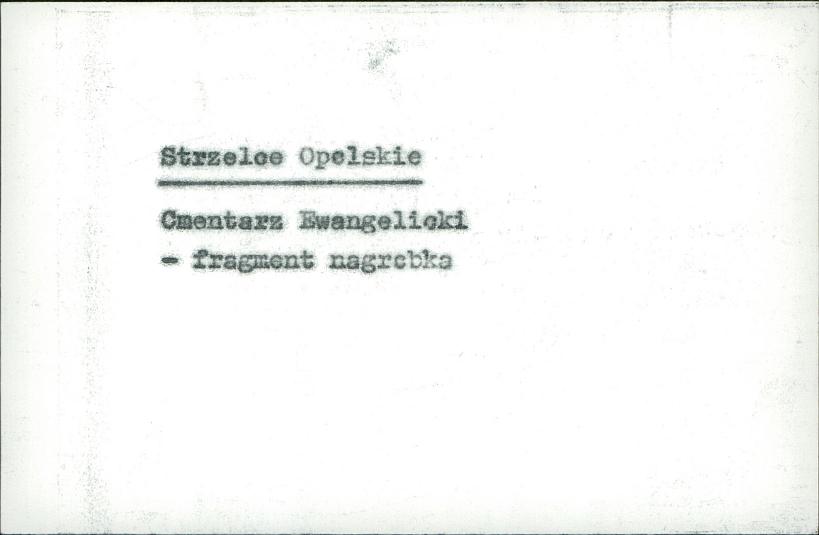 Strzelce Opolskie
Cmentarz Ewangelicki
- fragment nagrobka